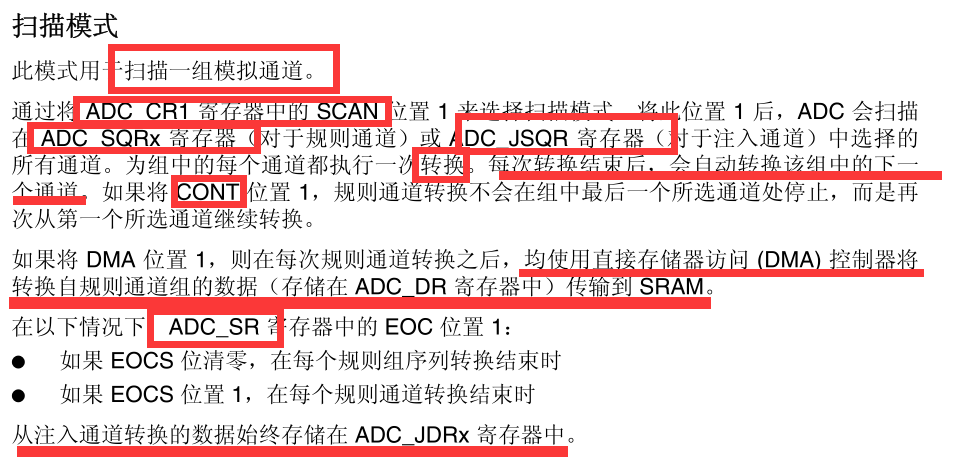 扫描模式
此模式用于扫描一组模拟通道。
通过将 ADC_CR1 寄存器中的 SCAN 位置 1 来选择扫描模式。将此位置 1 后，ADC 会扫描
在 ADC_SQRx 寄存器（对于规则通道）或 ADC_JSQR 寄存器（对于注入通道）中选择的
所有通道。为组中的每个通道都执行一次转换。每次转换结束后，会自动转换该组中的下一
个通道。如果将 CONT 位置 1，规则通道转换不会在组中最后一个所选通道处停止，而是再
次从第一个所选通道继续转换。
如果将 DMA 位置 1，则在每次规则通道转换之后，均使用直接存储器访问 (DMA) 控制器将
转换自规则通道组的数据（存储在 ADC_DR 寄存器中）传输到 SRAM。
在以下情况下，ADC_SR 寄存器中的 EOC 位置 1：
● 如果 EOCS 位清零，在每个规则组序列转换结束时
● 如果 EOCS 位置 1，在每个规则通道转换结束时
从注入通道转换的数据始终存储在 ADC_JDRx 寄存器中。